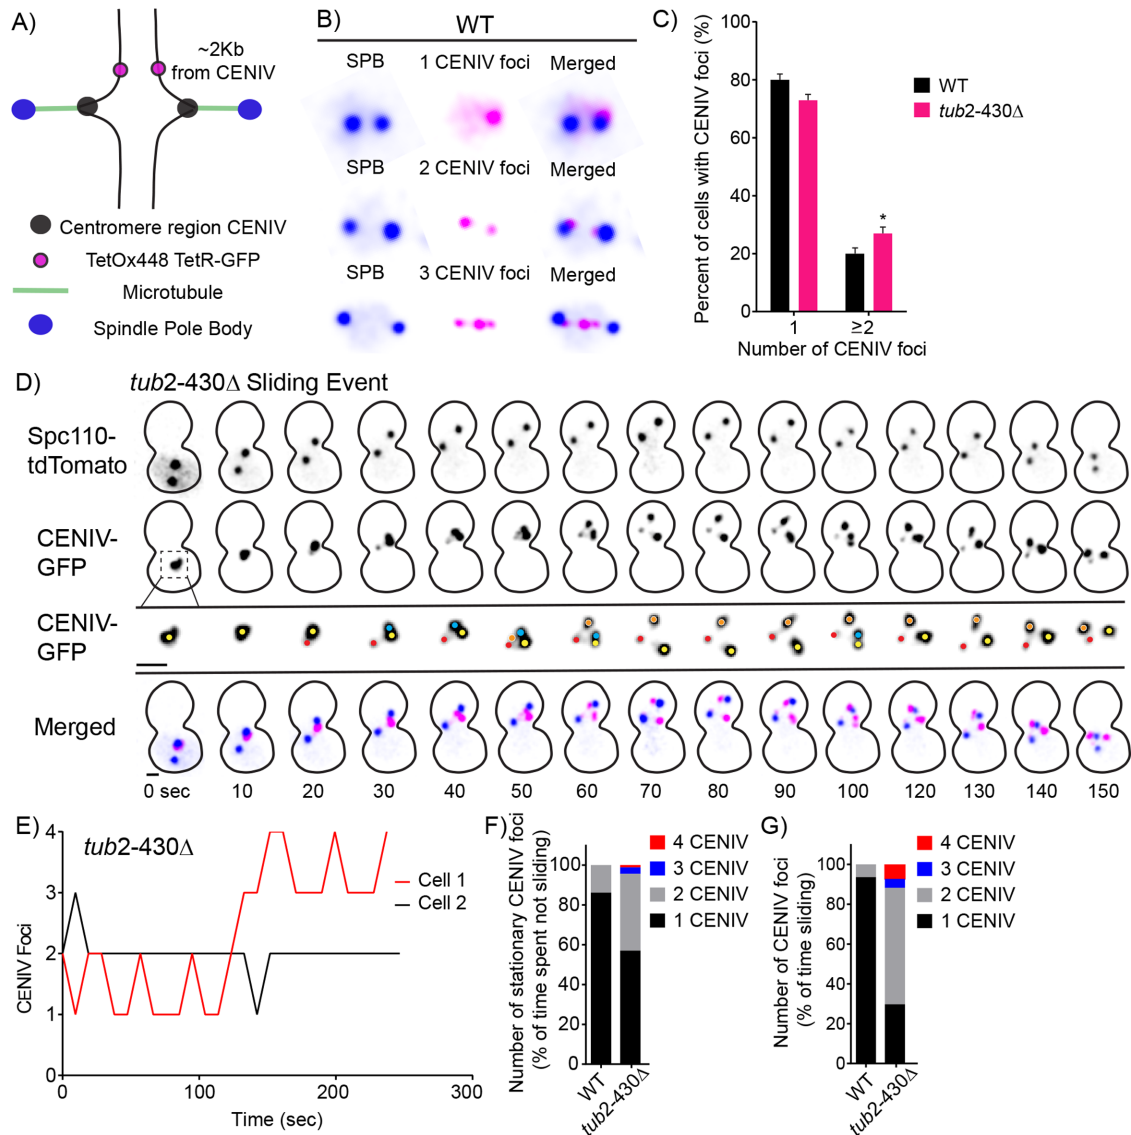 A)
~2Kb
from CENIV
Centromere region CENIV
TetOx448 TetR-GFP
Microtubule
Spindle Pole Body
B)
WT
SPB 1 CENIV foci Merged
SPB 2 CENIV foci Merged
SPB 3 CENIV foci Merged
C)
Percent of cells with CENIV foci (%)
100
80
60
40
20
0
*
1 ≥2
Number of CENIV foci
WT
tub2-430Δ
D)
tub2-430Δ Sliding Event
Spc110-
tdTomato
CENIV-
GFP
CENIV-
GFP
Merged
0 sec 10 20 30 40 50 60 70 80 90 100 120 130 140 150
E)
tub2-430Δ
CENIV Foci
4
3
2
1
0
0 100 200 300
Time (sec)
Cell 1
Cell 2
F)
Number of stationary CENIV foci
(% of time spent not sliding)
100
80
60
40
20
0
WT
tub2-430Δ
4 CENIV
3 CENIV
2 CENIV
1 CENIV
G)
Number of CENIV foci
(% of time sliding)
100
80
60
40
20
0
WT
tub2-430Δ
4 CENIV
3 CENIV
2 CENIV
1 CENIV